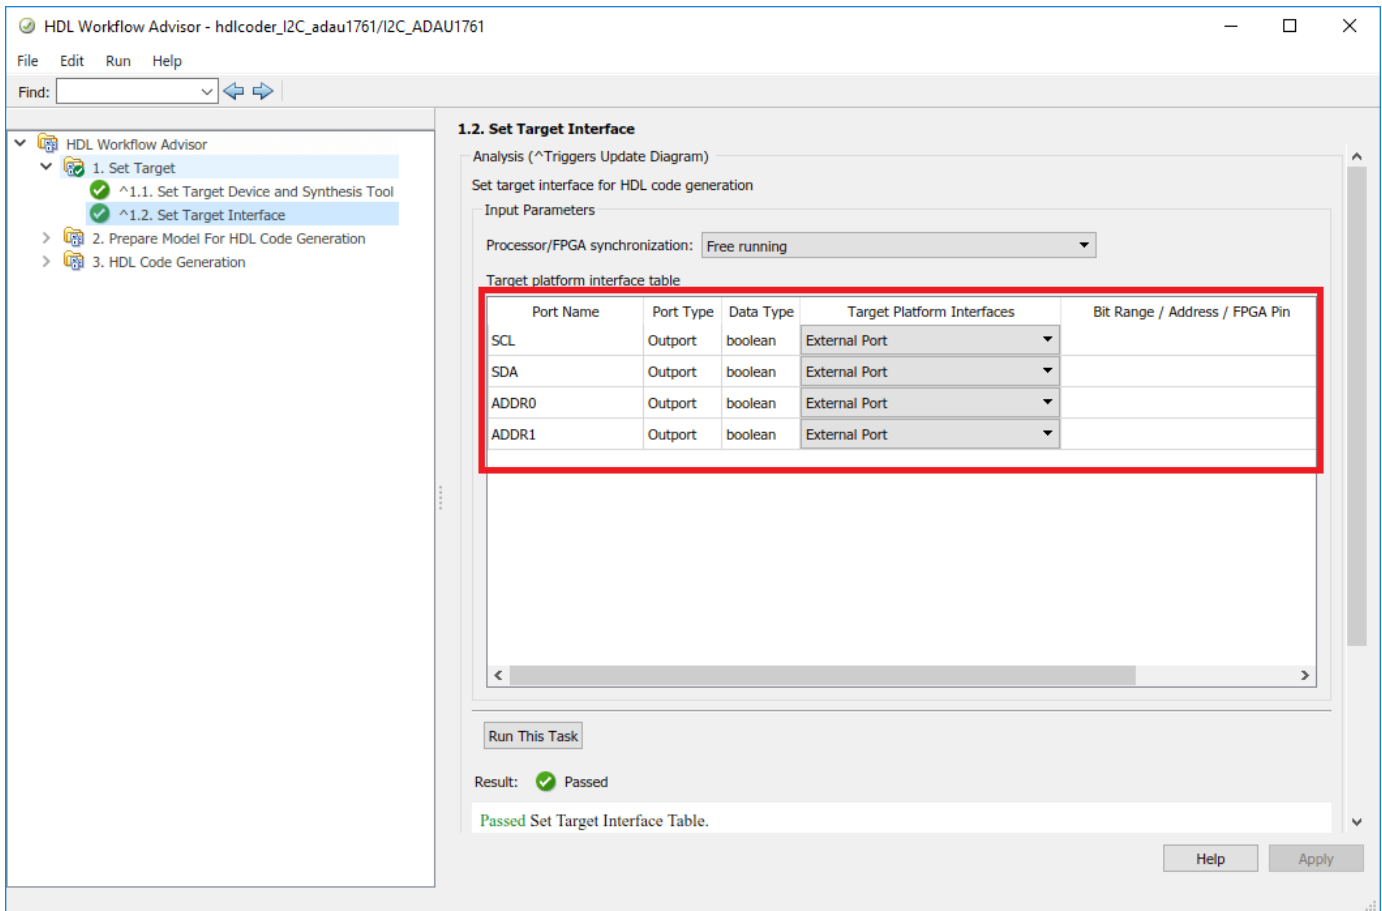 HDL Workflow Advisor - hdlcoder_I2C_adau1761/I2C_ADAU1761
File Edit Run Help
Find:
HDL Workflow Advisor
1. Set Target
^1.1. Set Target Device and Synthesis Tool
^1.2. Set Target Interface
2. Prepare Model For HDL Code Generation
3. HDL Code Generation
1.2. Set Target Interface
Analysis (^Triggers Update Diagram)
Set target interface for HDL code generation
Input Parameters
Processor/FPGA synchronization: Free running
Target platform interface table
Port Name Port Type Data Type Target Platform Interfaces Bit Range / Address / FPGA Pin
SCL Outport boolean External Port
SDA Outport boolean External Port
ADDR0 Outport boolean External Port
ADDR1 Outport boolean External Port
Run This Task
Result: Passed
Passed Set Target Interface Table.
Help Apply